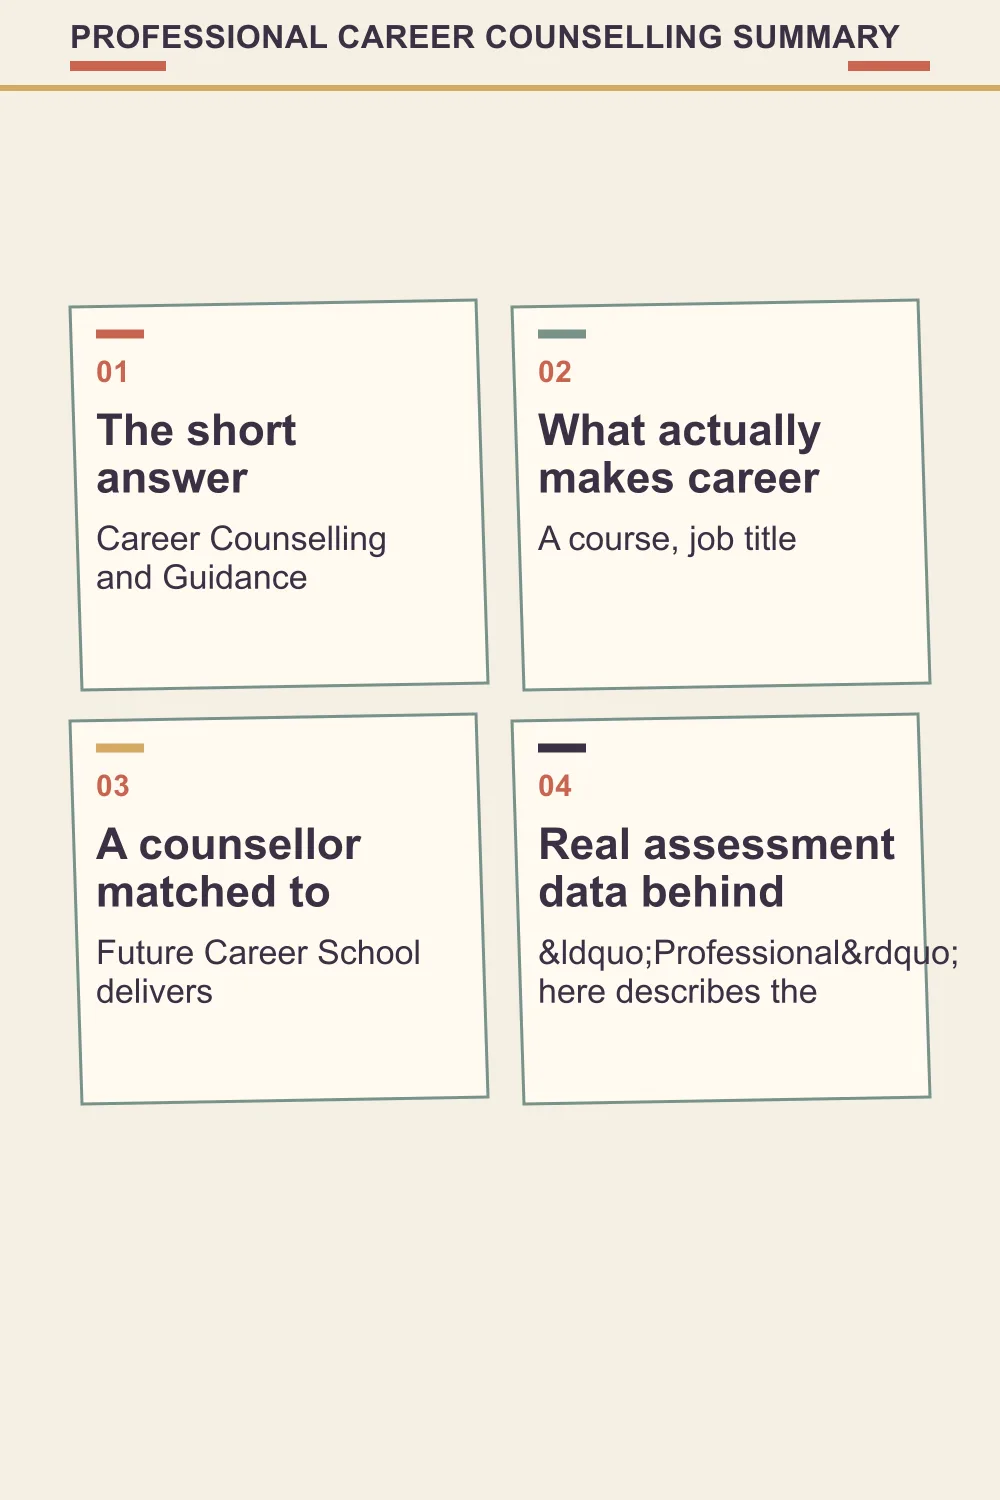 PROFESSIONAL CAREER COUNSELLING SUMMARY
01
The short
answer
Career Counselling
and Guidance
02
What actually
makes career
A course, job title
03
A counsellor
matched to
Future Career School
delivers
04
Real assessment
data behind
&ldquo;Professional&rdquo;
here describes the